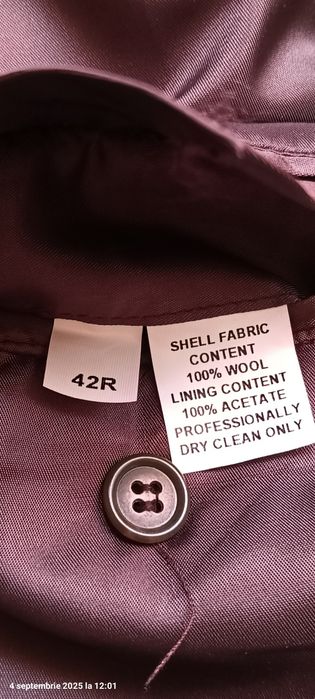 42R
SHELL FABRIC
CONTENT
100% WOOL
LINING CONTENT
100% ACETATE
PROFESSIONALLY
DRY CLEAN ONLY
4 septembrie 2025 la 12:01